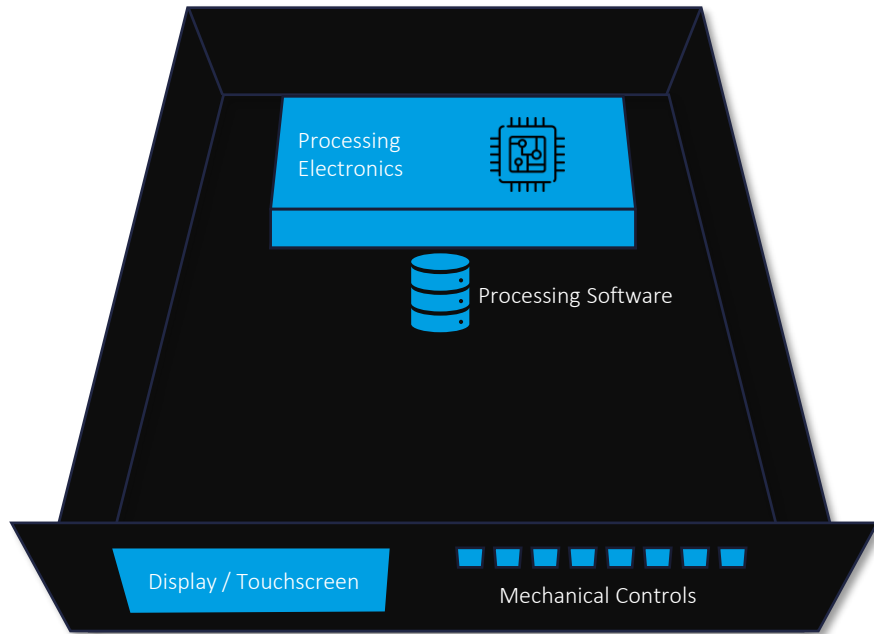 Processing
Electronics
Processing Software
Display / Touchscreen
Mechanical Controls